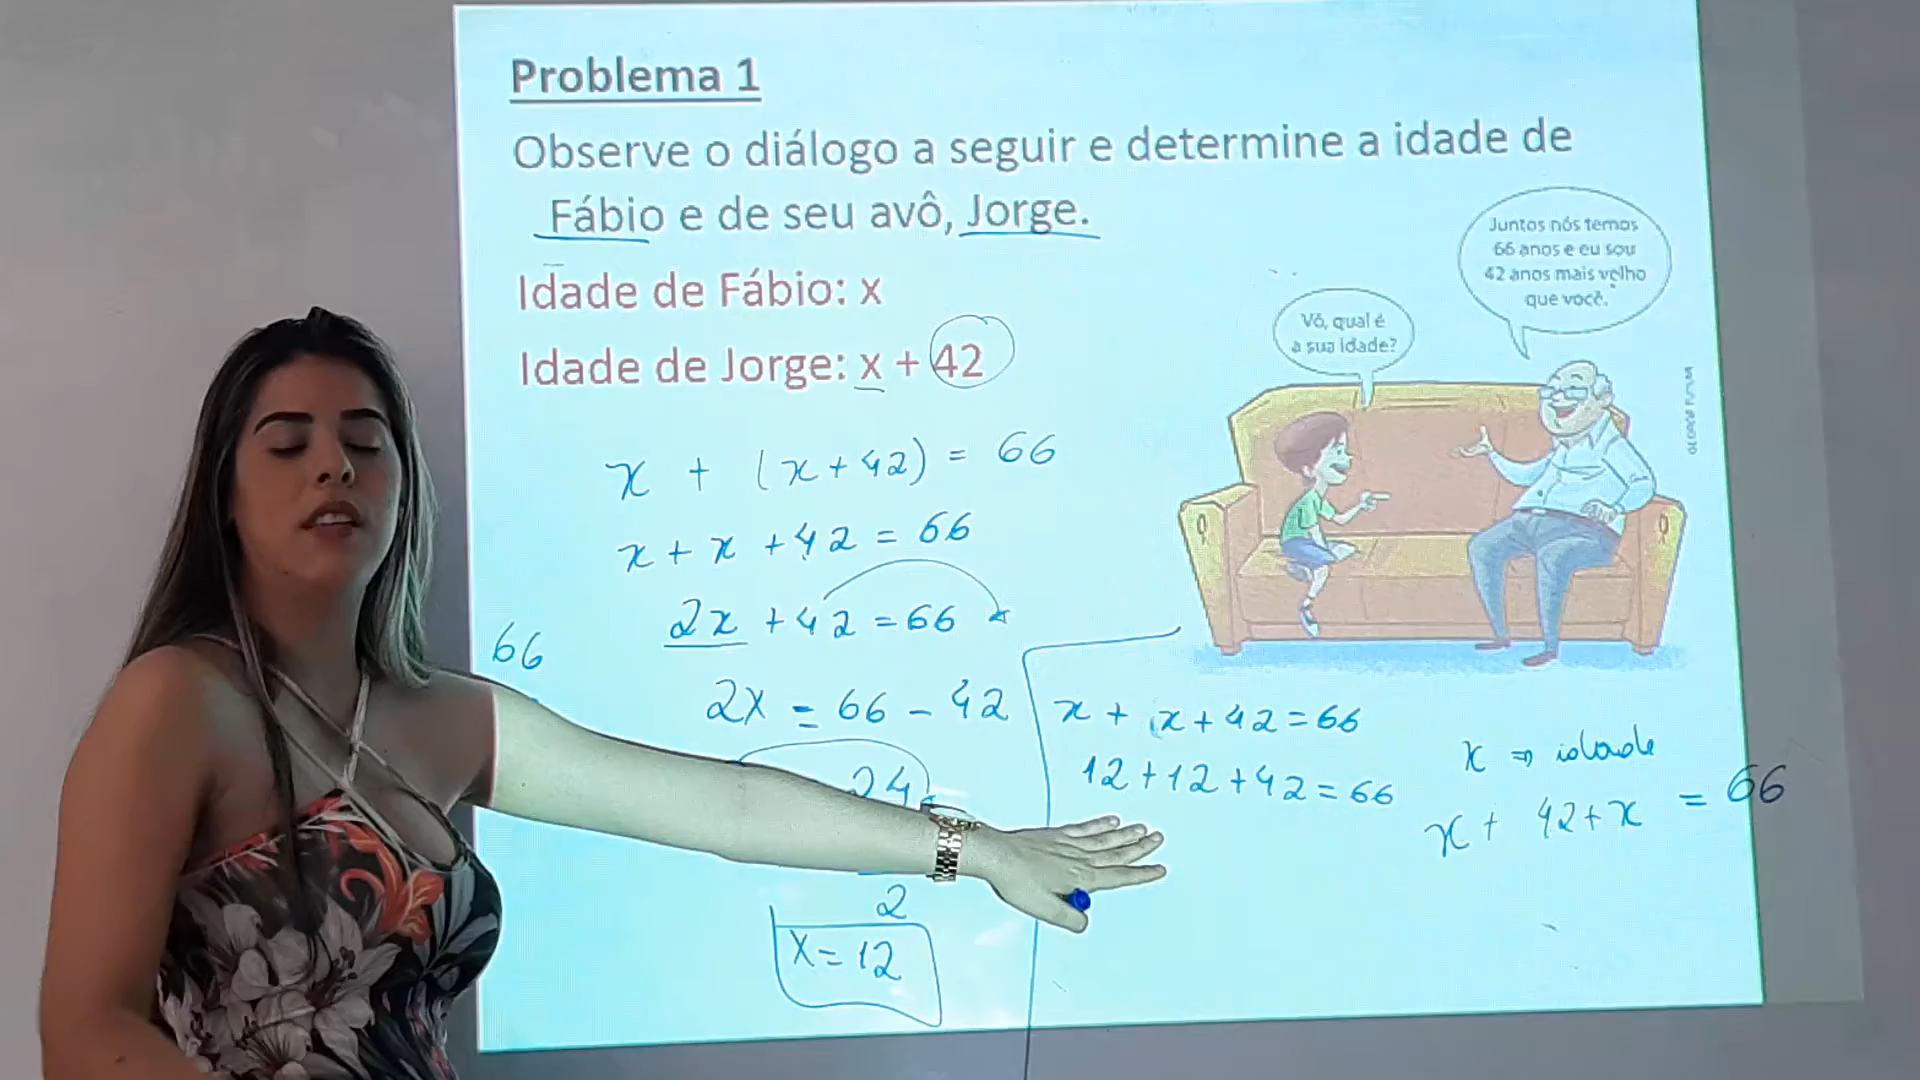 Problema 1
Observe o diálogo a seguir e determine a idade de
Fábio e de seu avô, Jorge.
Idade de Fábio: x
Idade de Jorge: x + 42
Juntos nós temos
66 anos e eu sou
42 anos mais velho
que você.
Vô, qual é
a sua idade?
x + (x+42) = 66
x + x + 42 = 66
2x + 42 = 66
66
2x = 66 - 42
24
2
x = 12
x + (x + 42 = 66
12 + 12 + 42 = 66
x ⇒ idade
x + 42 + x = 66